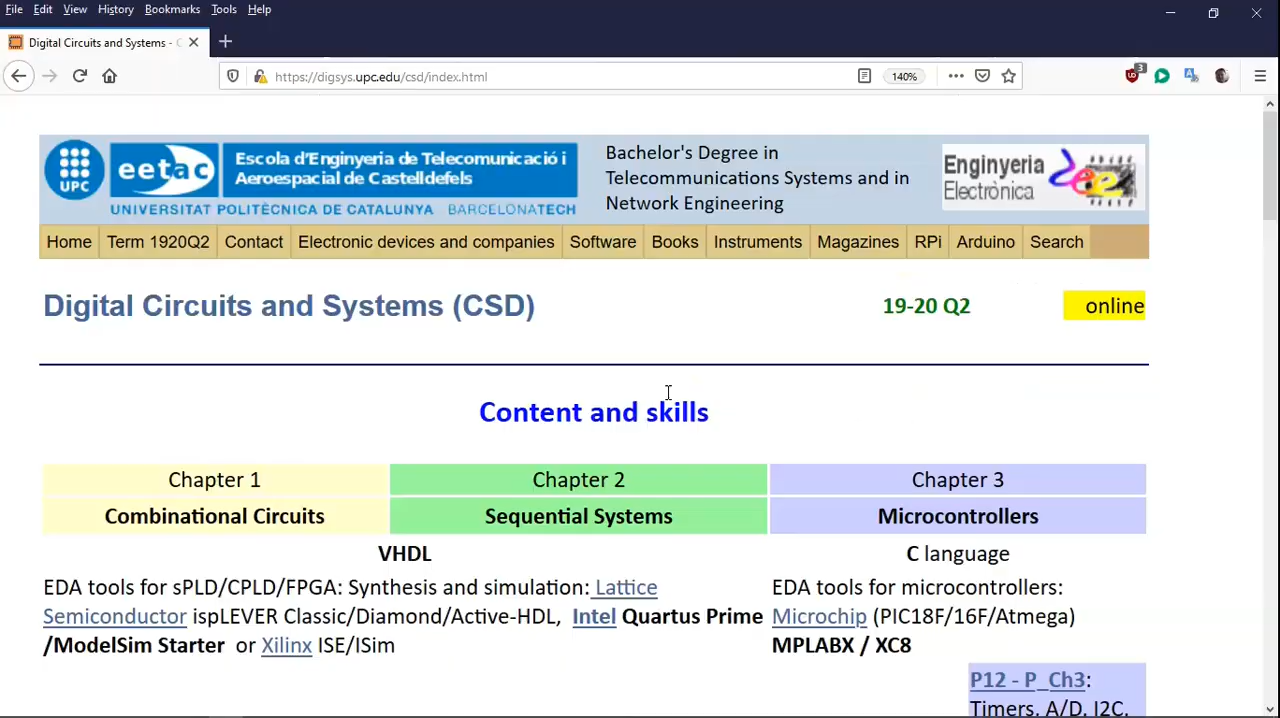 File Edit View History Bookmarks Tools Help
Digital Circuits and Systems - C
https://digsys.upc.edu/csd/index.html
140%
3
UPC
eetac
Escola d'Enginyeria de Telecomunicació i
Aeroespacial de Castelldefels
UNIVERSITAT POLITÈCNICA DE CATALUNYA BARCELONATECH
Bachelor's Degree in
Telecommunications Systems and in
Network Engineering
Enginyeria
Electrònica
Home Term 1920Q2 Contact Electronic devices and companies Software Books Instruments Magazines RPi Arduino Search
Digital Circuits and Systems (CSD) 19-20 Q2 online
Content and skills
Chapter 1 Chapter 2 Chapter 3
Combinational Circuits Sequential Systems Microcontrollers
VHDL C language
EDA tools for sPLD/CPLD/FPGA: Synthesis and simulation: Lattice
Semiconductor ispLEVER Classic/Diamond/Active-HDL, Intel Quartus Prime
/ModelSim Starter or Xilinx ISE/ISim
EDA tools for microcontrollers:
Microchip (PIC18F/16F/Atmega)
MPLABX / XC8
P12 - P_Ch3:
Timers, A/D, I2C,